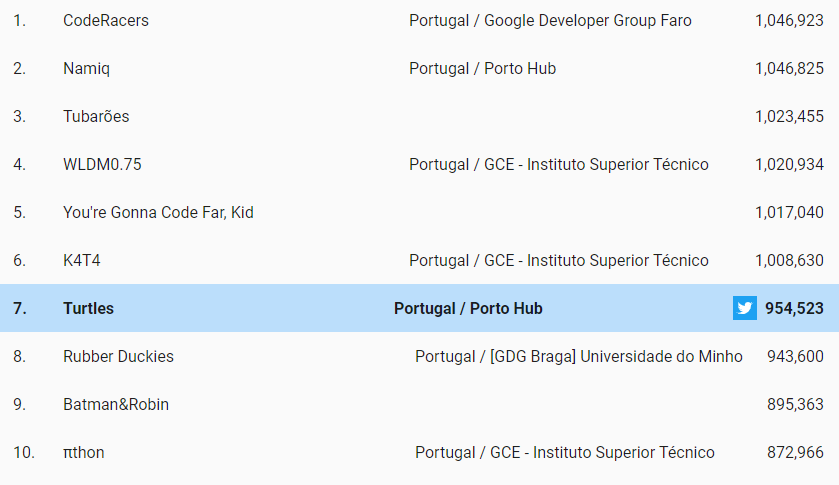 1. CodeRacers Portugal / Google Developer Group Faro 1,046,923
2. Namiq Portugal / Porto Hub 1,046,825
3. Tubarões 1,023,455
4. WLDM0.75 Portugal / GCE - Instituto Superior Técnico 1,020,934
5. You're Gonna Code Far, Kid 1,017,040
6. K4T4 Portugal / GCE - Instituto Superior Técnico 1,008,630
7. Turtles Portugal / Porto Hub 954,523
8. Rubber Duckies Portugal / [GDG Braga] Universidade do Minho 943,600
9. Batman&Robin 895,363
10. πthon Portugal / GCE - Instituto Superior Técnico 872,966